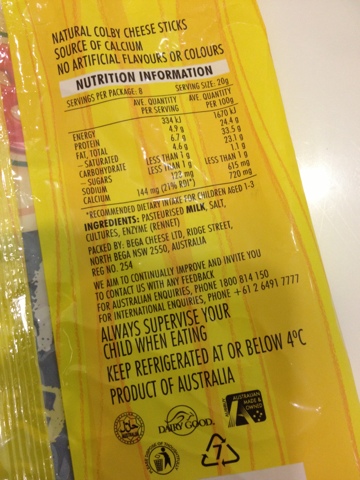 NATURAL COLBY CHEESE STICKS
SOURCE OF CALCIUM
NO ARTIFICIAL FLAVOURS OR COLOURS
NUTRITION INFORMATION
SERVINGS PER PACKAGE: 8 SERVING SIZE: 20g
AVE. QUANTITY PER SERVING AVE. QUANTITY PER 100g
ENERGY 334 kJ 1670 kJ
PROTEIN 4.9 g 24.4 g
FAT, TOTAL 6.7 g 33.5 g
– SATURATED 4.6 g 23.1 g
CARBOHYDRATE LESS THAN 1 g 1.1 g
– SUGARS LESS THAN 1 g LESS THAN 1 g
SODIUM 122 mg 615 mg
CALCIUM 144 mg (21% RDI*) 720 mg
*RECOMMENDED DIETARY INTAKE FOR CHILDREN AGED 1-3
INGREDIENTS: PASTEURISED MILK, SALT,
CULTURES, ENZYME (RENNET)
PACKED BY: BEGA CHEESE LTD, RIDGE STREET,
NORTH BEGA NSW 2550, AUSTRALIA
REG NO. 254
WE AIM TO CONTINUALLY IMPROVE AND INVITE YOU
TO CONTACT US WITH ANY FEEDBACK
FOR AUSTRALIAN ENQUIRIES, PHONE 1800 814 150
FOR INTERNATIONAL ENQUIRIES, PHONE +61 2 6491 7777
ALWAYS SUPERVISE YOUR
CHILD WHEN EATING
KEEP REFRIGERATED AT OR BELOW 4°C
PRODUCT OF AUSTRALIA
AUSTRALIAN
MADE &
OWNED
DAIRY GOOD.
7